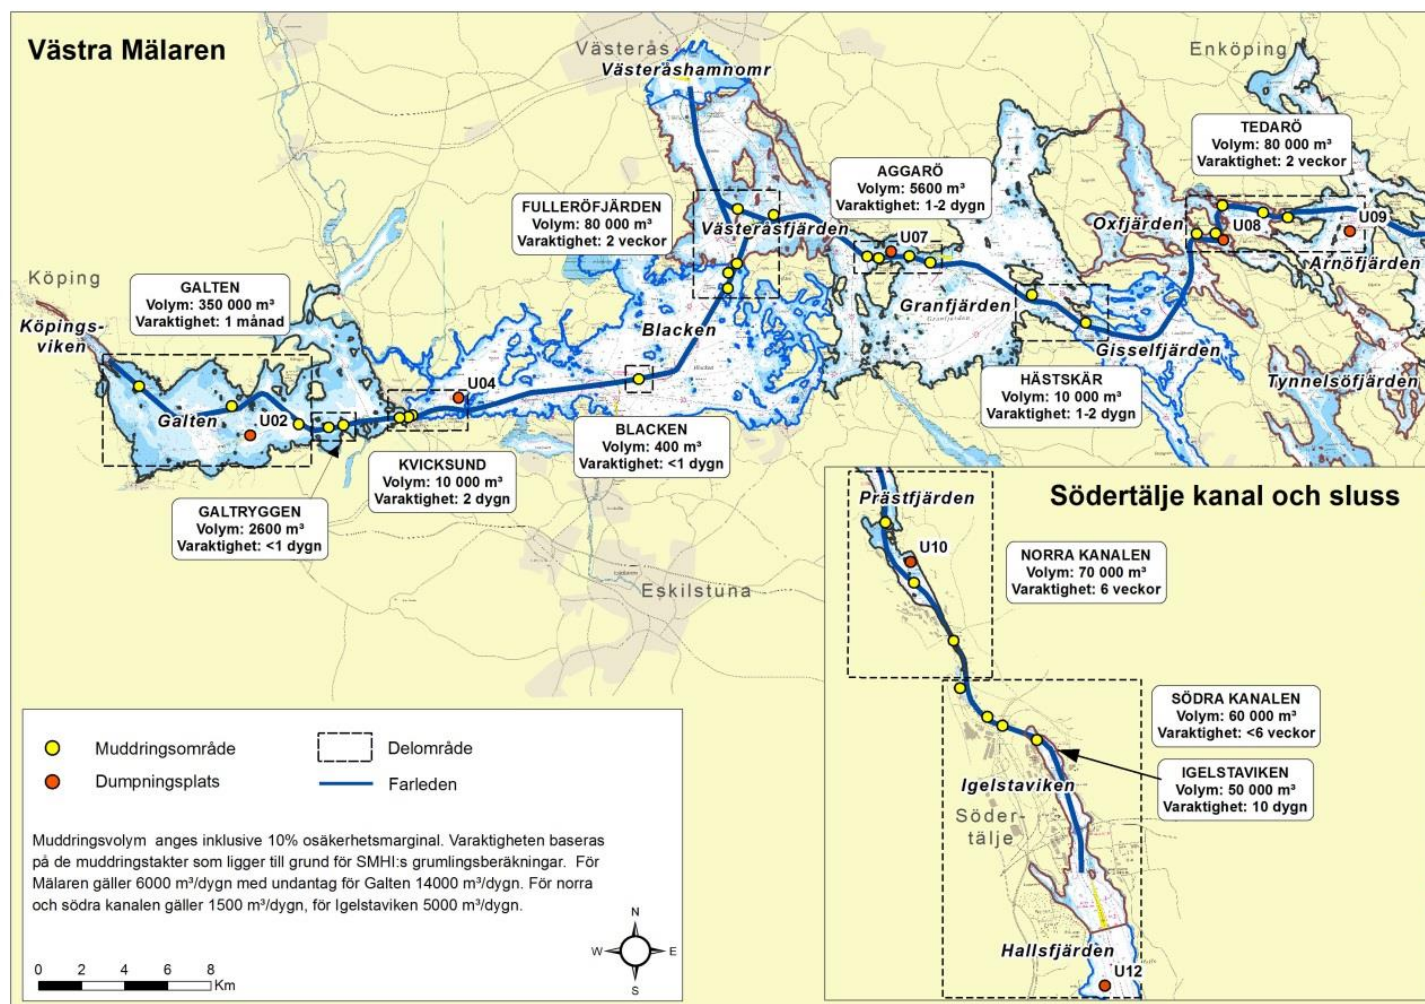 Västra Mälaren
Västerås
Västeråshamnomr
Enköping
TEDARÖ
Volym: 80 000 m³
Varaktighet: 2 veckor
AGGARÖ
Volym: 5600 m³
Varaktighet: 1-2 dygn
FULLERÖFJÄRDEN
Volym: 80 000 m³
Varaktighet: 2 veckor
Västeråsfjärden
Oxfjärden
U08
U09
U07
Arnöfjärden
Köping
GALTEN
Volym: 350 000 m³
Varaktighet: 1 månad
Granfjärden
Granfjärden
Köpings-
viken
Blacken
Gisselfjärden
Tynnelsöfjärden
HÄSTSKÄR
Volym: 10 000 m³
Varaktighet: 1-2 dygn
U04
Galten
U02
BLACKEN
Volym: 400 m³
Varaktighet: <1 dygn
KVICKSUND
Volym: 10 000 m³
Varaktighet: 2 dygn
GALTRYGGEN
Volym: 2600 m³
Varaktighet: <1 dygn
Eskilstuna
Södertälje kanal och sluss
Prästfjärden
U10
NORRA KANALEN
Volym: 70 000 m³
Varaktighet: 6 veckor
SÖDRA KANALEN
Volym: 60 000 m³
Varaktighet: <6 veckor
IGELSTAVIKEN
Volym: 50 000 m³
Varaktighet: 10 dygn
Igelstaviken
Söder-
tälje
Hallsfjärden
U12
Muddringsområde
Delområde
Dumpningsplats
Farleden
Muddringsvolym anges inklusive 10% osäkerhetsmarginal. Varaktigheten baseras
på de muddringstakter som ligger till grund för SMHI:s grumlingsberäkningar. För
Mälaren gäller 6000 m³/dygn med undantag för Galten 14000 m³/dygn. För norra
och södra kanalen gäller 1500 m³/dygn, för Igelstaviken 5000 m³/dygn.
N
W E
S
0 2 4 6 8
Km